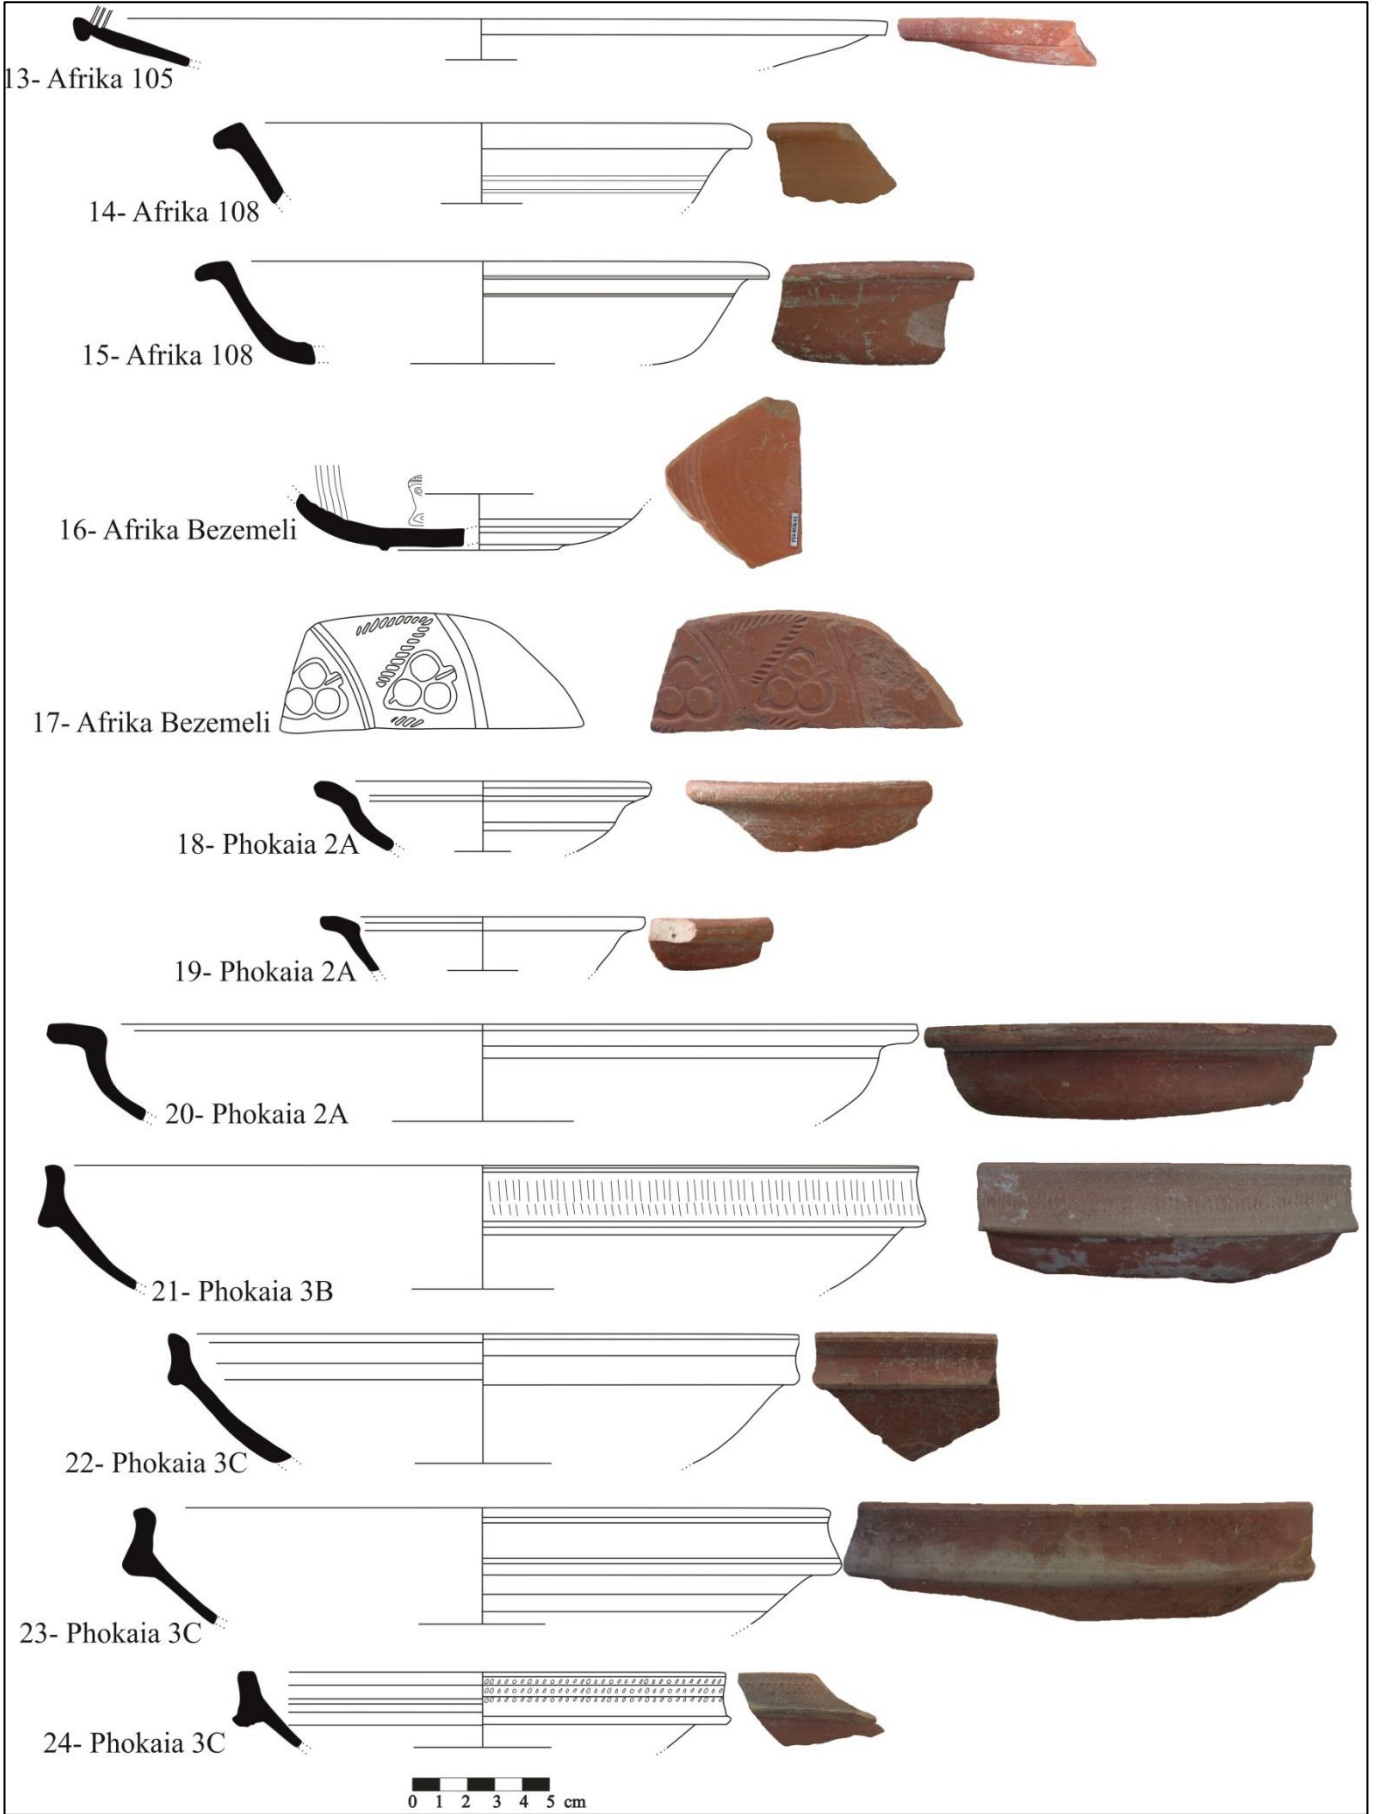 13- Afrika 105
14- Afrika 108
15- Afrika 108
16- Afrika Bezemeli
17- Afrika Bezemeli
18- Phokaia 2A
19- Phokaia 2A
20- Phokaia 2A
21- Phokaia 3B
22- Phokaia 3C
23- Phokaia 3C
24- Phokaia 3C
0 1 2 3 4 5 cm